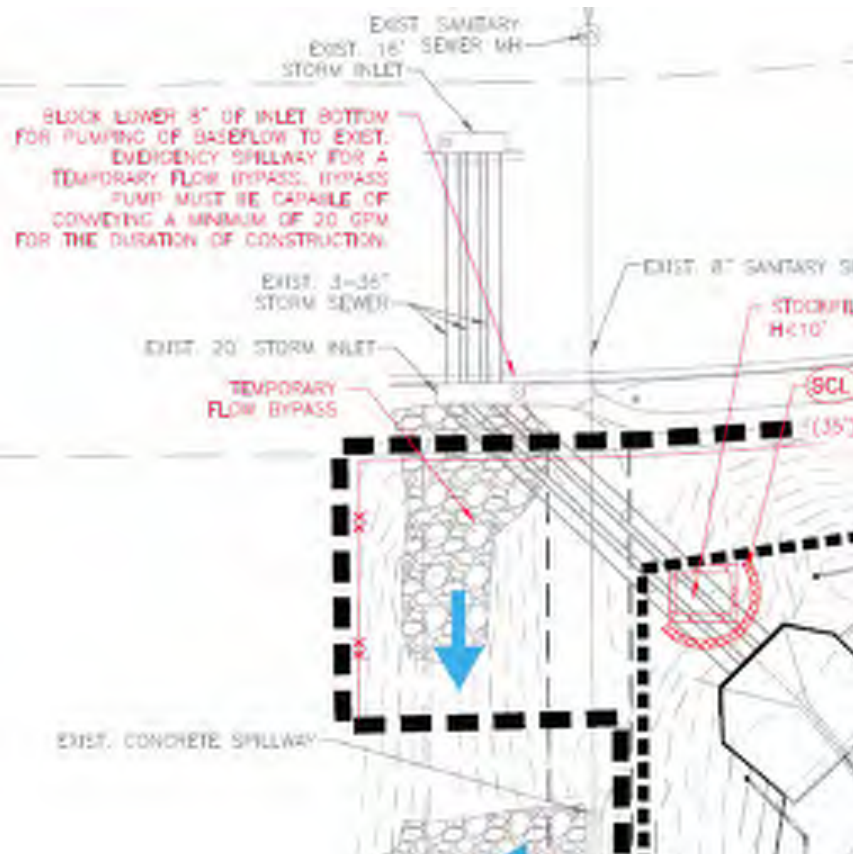 EXIST. SANITARY
SEWER MH
EXIST. 16'
STORM INLET
BLOCK LOWER 8" OF INLET BOTTOM
FOR PUMPING OF BASEFLOW TO EXIST.
EMERGENCY SPILLWAY FOR A
TEMPORARY FLOW BYPASS. BYPASS
PUMP MUST BE CAPABLE OF
CONVEYING A MINIMUM OF 20 GPM
FOR THE DURATION OF CONSTRUCTION.
EXIST. 8" SANITARY
EXIST. 3-36"
STORM SEWER
H<10'
EXIST. 20' STORM INLET
TEMPORARY
FLOW BYPASS
SCL
(35")
XX
XX
EXIST. CONCRETE SPILLWAY